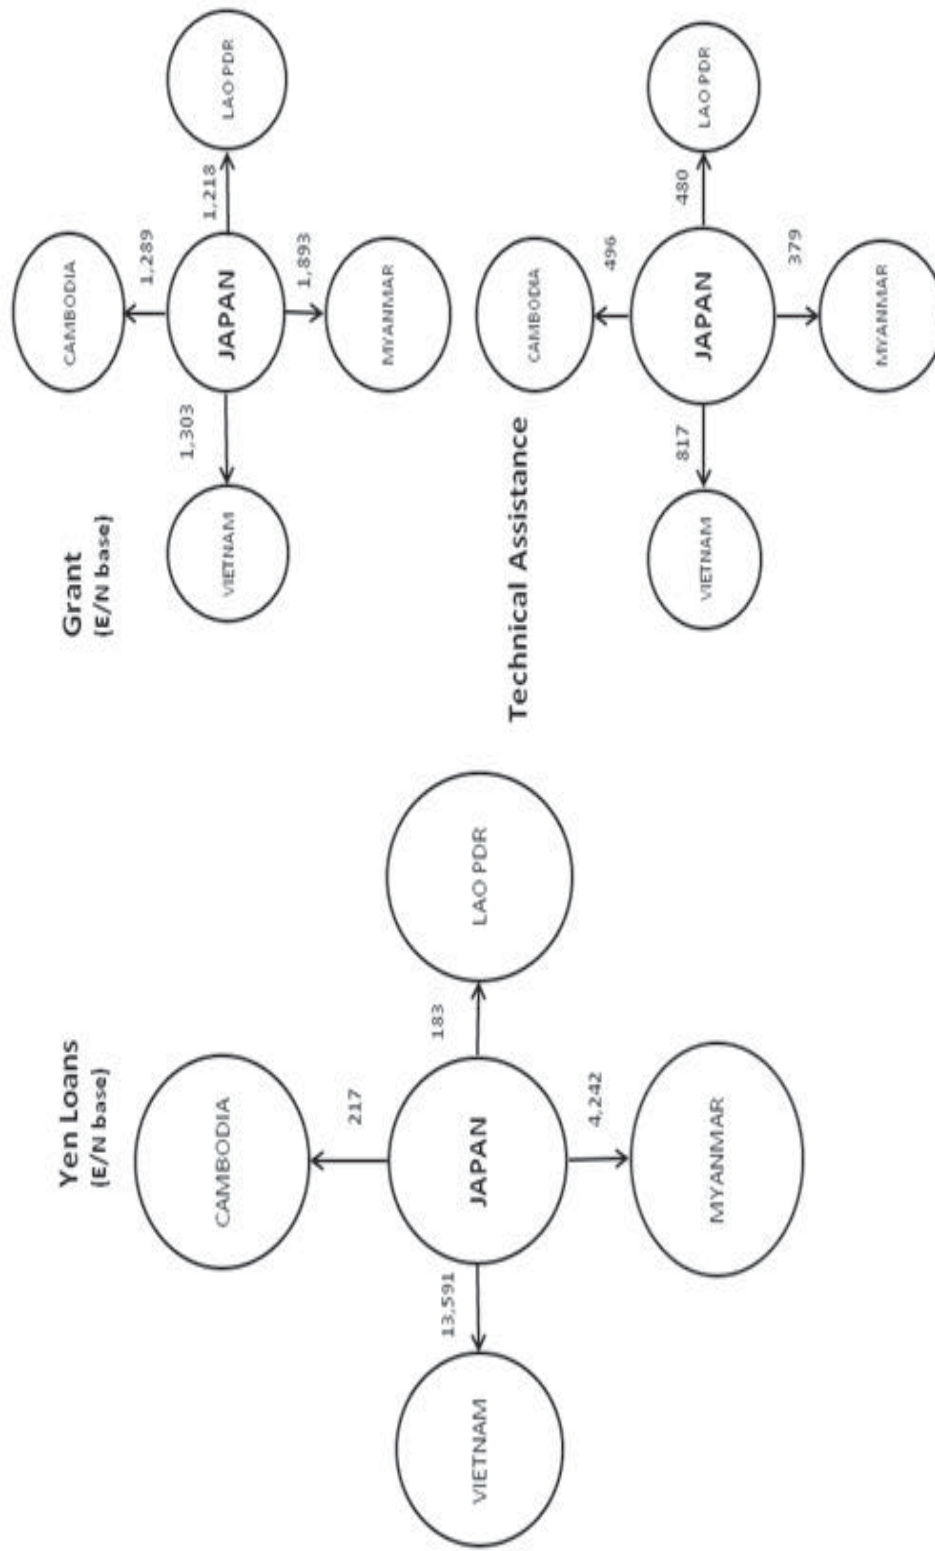 Yen Loans
(E/N base)
CAMBODIA
217
13,591
183
VIETNAM
JAPAN
LAO PDR
4,242
MYANMAR
Grant
(E/N base)
CAMBODIA
1,289
1,303
1,218
VIETNAM
JAPAN
LAO PDR
1,893
MYANMAR
Technical Assistance
CAMBODIA
496
817
480
VIETNAM
JAPAN
LAO PDR
379
MYANMAR